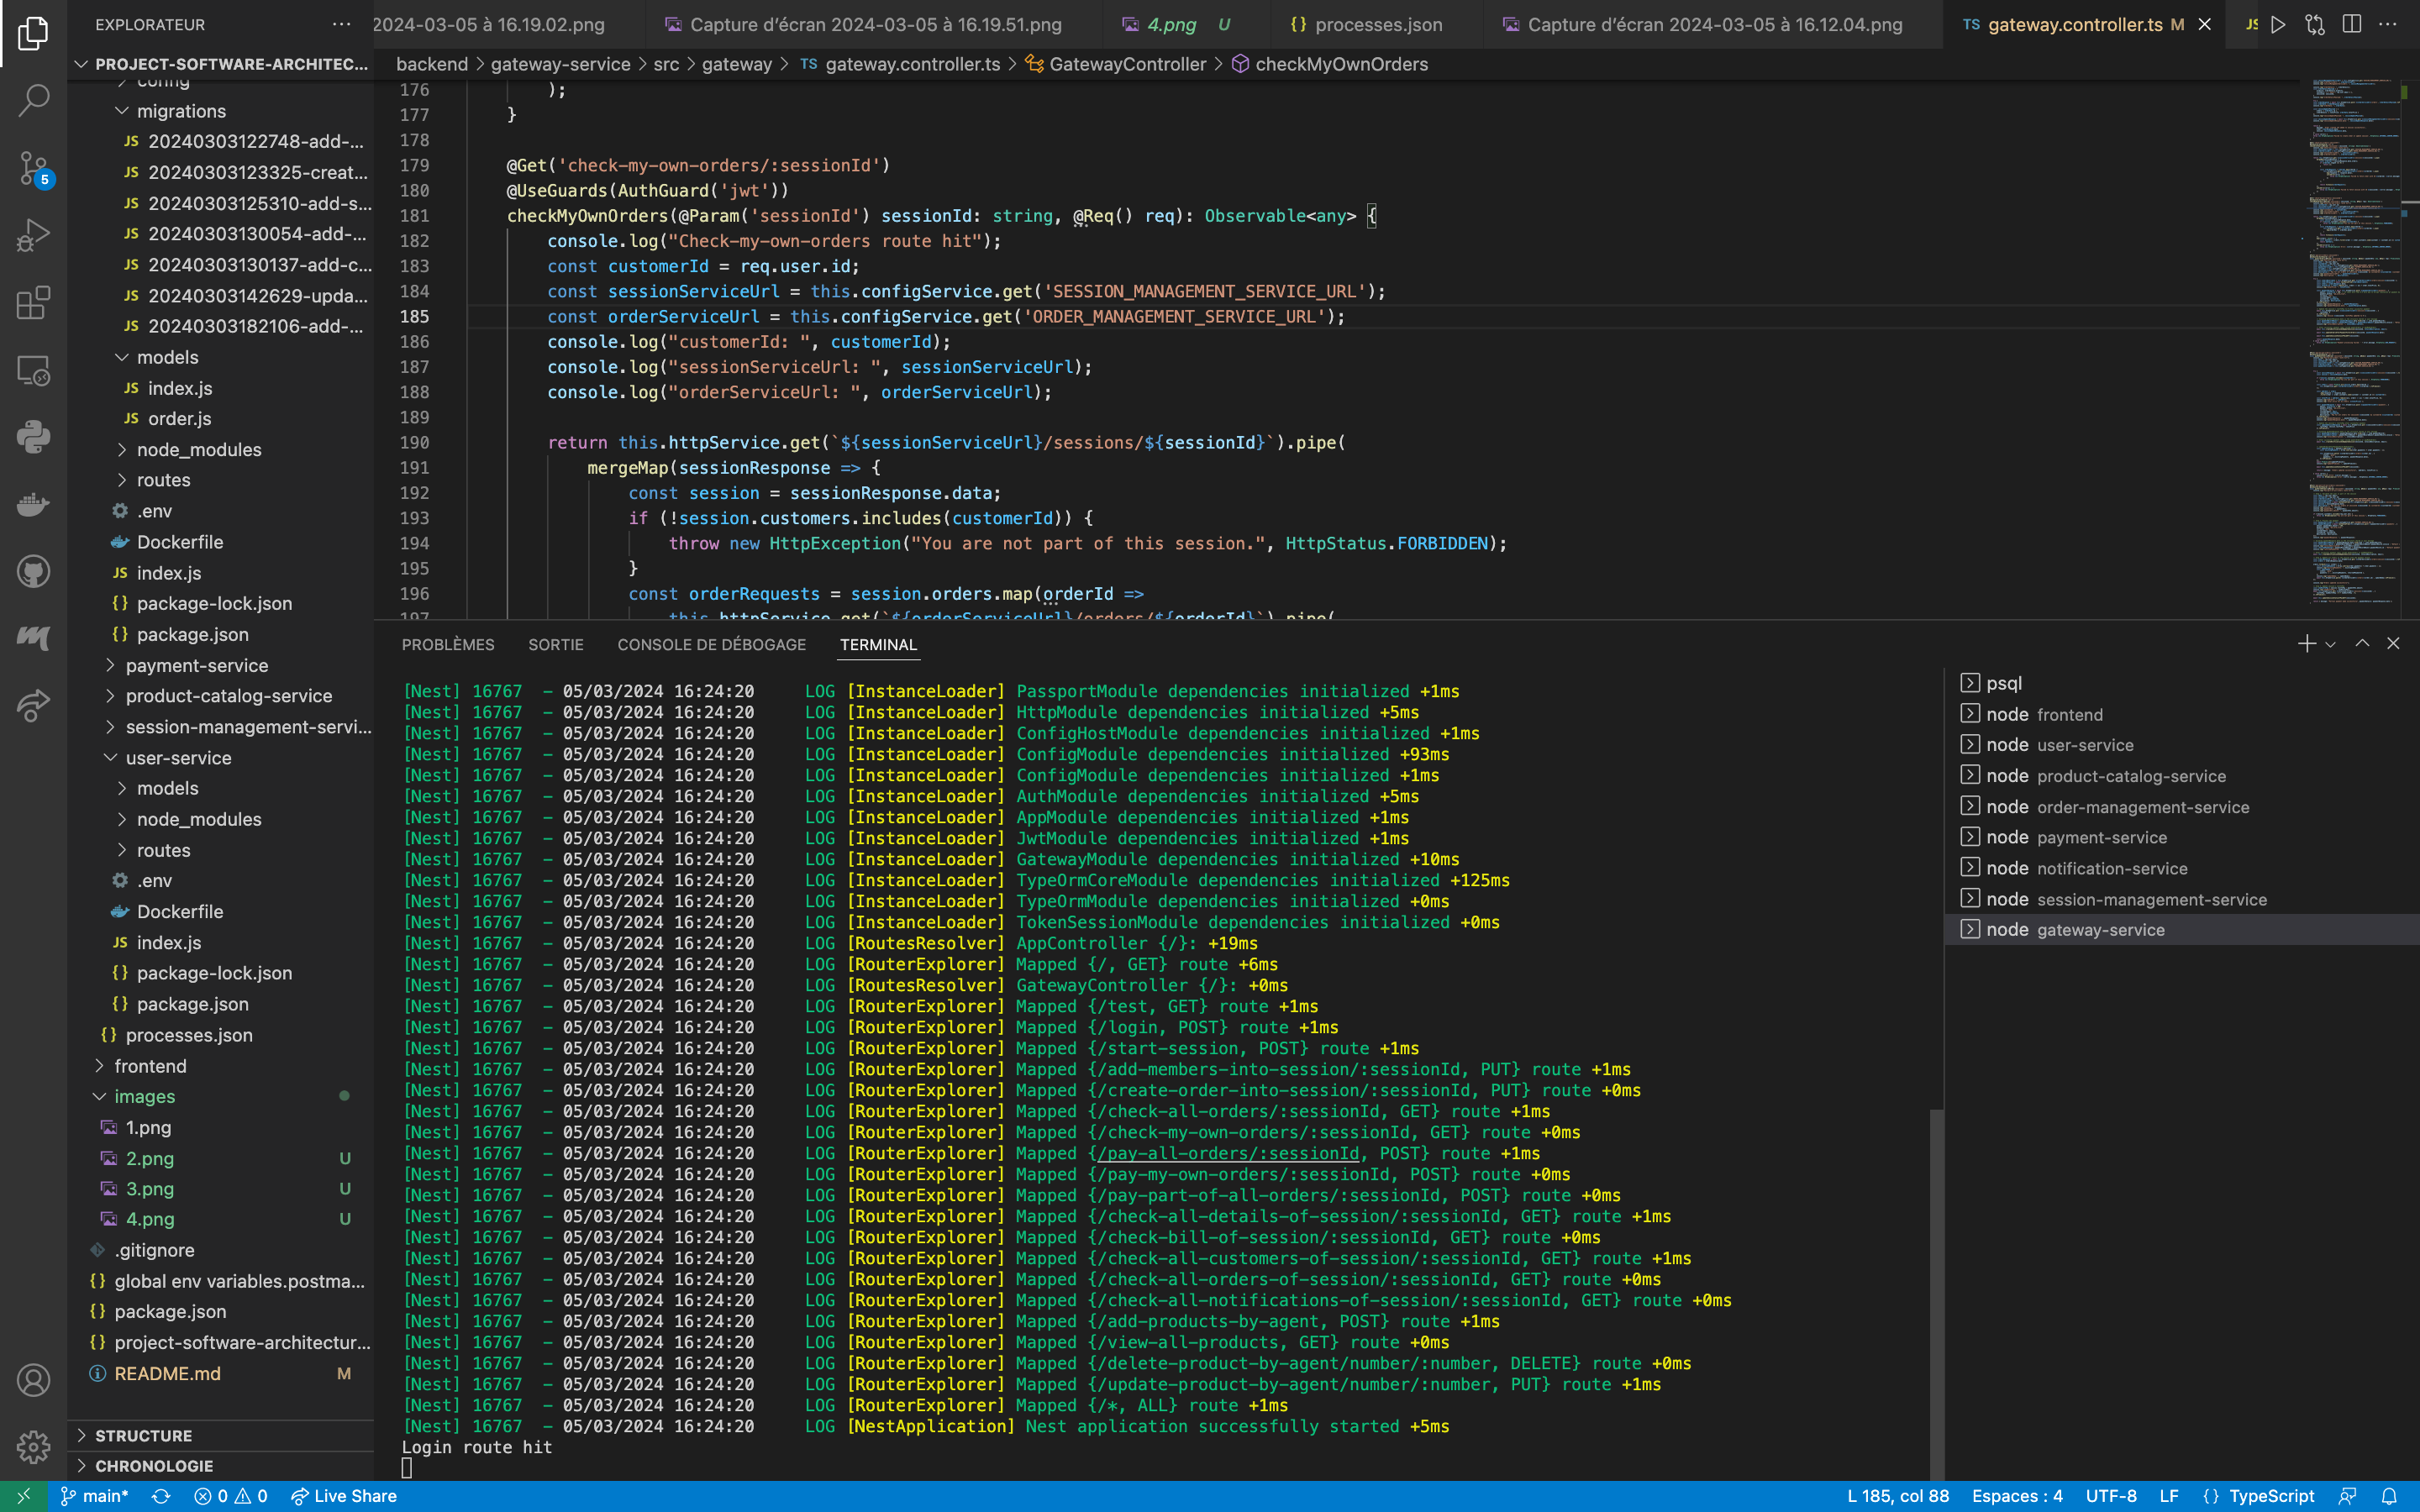 EXPLORATEUR
2024-03-05 à 16.19.02.png
Capture d’écran 2024-03-05 à 16.19.51.png
4.png U
{} processes.json
Capture d’écran 2024-03-05 à 16.12.04.png
TS gateway.controller.ts M
JS
PROJECT-SOFTWARE-ARCHITEC...
backend > gateway-service > src > gateway > TS gateway.controller.ts > GatewayController > checkMyOwnOrders
config
migrations
JS 20240303122748-add-...
JS 20240303123325-creat...
JS 20240303125310-add-s...
JS 20240303130054-add-...
JS 20240303130137-add-c...
JS 20240303142629-upda...
JS 20240303182106-add-...
models
JS index.js
JS order.js
node_modules
routes
.env
Dockerfile
JS index.js
{} package-lock.json
{} package.json
payment-service
product-catalog-service
session-management-servi...
user-service
models
node_modules
routes
.env
Dockerfile
JS index.js
{} package-lock.json
{} package.json
{} processes.json
frontend
images
1.png
2.png U
3.png U
4.png U
.gitignore
{} global env variables.postma...
{} package.json
{} project-software-architectur...
README.md M
STRUCTURE
CHRONOLOGIE
5
176 );
177 }
178
179 @Get('check-my-own-orders/:sessionId')
180 @UseGuards(AuthGuard('jwt'))
181 checkMyOwnOrders(@Param('sessionId') sessionId: string, @Req() req): Observable<any> {
182 console.log("Check-my-own-orders route hit");
183 const customerId = req.user.id;
184 const sessionServiceUrl = this.configService.get('SESSION_MANAGEMENT_SERVICE_URL');
185 const orderServiceUrl = this.configService.get('ORDER_MANAGEMENT_SERVICE_URL');
186 console.log("customerId: ", customerId);
187 console.log("sessionServiceUrl: ", sessionServiceUrl);
188 console.log("orderServiceUrl: ", orderServiceUrl);
189
190 return this.httpService.get(`${sessionServiceUrl}/sessions/${sessionId}`).pipe(
191 mergeMap(sessionResponse => {
192 const session = sessionResponse.data;
193 if (!session.customers.includes(customerId)) {
194 throw new HttpException("You are not part of this session.", HttpStatus.FORBIDDEN);
195 }
196 const orderRequests = session.orders.map(orderId =>
197 this.httpService.get(`${orderServiceUrl}/orders/${orderId}`).pipe(
PROBLÈMES SORTIE CONSOLE DE DÉBOGAGE TERMINAL
[Nest] 16767 - 05/03/2024 16:24:20 LOG [InstanceLoader] PassportModule dependencies initialized +1ms
[Nest] 16767 - 05/03/2024 16:24:20 LOG [InstanceLoader] HttpModule dependencies initialized +5ms
[Nest] 16767 - 05/03/2024 16:24:20 LOG [InstanceLoader] ConfigHostModule dependencies initialized +1ms
[Nest] 16767 - 05/03/2024 16:24:20 LOG [InstanceLoader] ConfigModule dependencies initialized +93ms
[Nest] 16767 - 05/03/2024 16:24:20 LOG [InstanceLoader] ConfigModule dependencies initialized +1ms
[Nest] 16767 - 05/03/2024 16:24:20 LOG [InstanceLoader] AuthModule dependencies initialized +5ms
[Nest] 16767 - 05/03/2024 16:24:20 LOG [InstanceLoader] AppModule dependencies initialized +1ms
[Nest] 16767 - 05/03/2024 16:24:20 LOG [InstanceLoader] JwtModule dependencies initialized +1ms
[Nest] 16767 - 05/03/2024 16:24:20 LOG [InstanceLoader] GatewayModule dependencies initialized +10ms
[Nest] 16767 - 05/03/2024 16:24:20 LOG [InstanceLoader] TypeOrmCoreModule dependencies initialized +125ms
[Nest] 16767 - 05/03/2024 16:24:20 LOG [InstanceLoader] TypeOrmModule dependencies initialized +0ms
[Nest] 16767 - 05/03/2024 16:24:20 LOG [InstanceLoader] TokenSessionModule dependencies initialized +0ms
[Nest] 16767 - 05/03/2024 16:24:20 LOG [RoutesResolver] AppController {/}: +19ms
[Nest] 16767 - 05/03/2024 16:24:20 LOG [RouterExplorer] Mapped {/, GET} route +6ms
[Nest] 16767 - 05/03/2024 16:24:20 LOG [RoutesResolver] GatewayController {/}: +0ms
[Nest] 16767 - 05/03/2024 16:24:20 LOG [RouterExplorer] Mapped {/test, GET} route +1ms
[Nest] 16767 - 05/03/2024 16:24:20 LOG [RouterExplorer] Mapped {/login, POST} route +1ms
[Nest] 16767 - 05/03/2024 16:24:20 LOG [RouterExplorer] Mapped {/start-session, POST} route +1ms
[Nest] 16767 - 05/03/2024 16:24:20 LOG [RouterExplorer] Mapped {/add-members-into-session/:sessionId, PUT} route +1ms
[Nest] 16767 - 05/03/2024 16:24:20 LOG [RouterExplorer] Mapped {/create-order-into-session/:sessionId, PUT} route +0ms
[Nest] 16767 - 05/03/2024 16:24:20 LOG [RouterExplorer] Mapped {/check-all-orders/:sessionId, GET} route +1ms
[Nest] 16767 - 05/03/2024 16:24:20 LOG [RouterExplorer] Mapped {/check-my-own-orders/:sessionId, GET} route +0ms
[Nest] 16767 - 05/03/2024 16:24:20 LOG [RouterExplorer] Mapped {/pay-all-orders/:sessionId, POST} route +1ms
[Nest] 16767 - 05/03/2024 16:24:20 LOG [RouterExplorer] Mapped {/pay-my-own-orders/:sessionId, POST} route +0ms
[Nest] 16767 - 05/03/2024 16:24:20 LOG [RouterExplorer] Mapped {/pay-part-of-all-orders/:sessionId, POST} route +0ms
[Nest] 16767 - 05/03/2024 16:24:20 LOG [RouterExplorer] Mapped {/check-all-details-of-session/:sessionId, GET} route +1ms
[Nest] 16767 - 05/03/2024 16:24:20 LOG [RouterExplorer] Mapped {/check-bill-of-session/:sessionId, GET} route +0ms
[Nest] 16767 - 05/03/2024 16:24:20 LOG [RouterExplorer] Mapped {/check-all-customers-of-session/:sessionId, GET} route +1ms
[Nest] 16767 - 05/03/2024 16:24:20 LOG [RouterExplorer] Mapped {/check-all-orders-of-session/:sessionId, GET} route +0ms
[Nest] 16767 - 05/03/2024 16:24:20 LOG [RouterExplorer] Mapped {/check-all-notifications-of-session/:sessionId, GET} route +0ms
[Nest] 16767 - 05/03/2024 16:24:20 LOG [RouterExplorer] Mapped {/add-products-by-agent, POST} route +1ms
[Nest] 16767 - 05/03/2024 16:24:20 LOG [RouterExplorer] Mapped {/view-all-products, GET} route +0ms
[Nest] 16767 - 05/03/2024 16:24:20 LOG [RouterExplorer] Mapped {/delete-product-by-agent/number/:number, DELETE} route +0ms
[Nest] 16767 - 05/03/2024 16:24:20 LOG [RouterExplorer] Mapped {/update-product-by-agent/number/:number, PUT} route +1ms
[Nest] 16767 - 05/03/2024 16:24:20 LOG [RouterExplorer] Mapped {/*, ALL} route +1ms
[Nest] 16767 - 05/03/2024 16:24:20 LOG [NestApplication] Nest application successfully started +5ms
Login route hit
psql
node frontend
node user-service
node product-catalog-service
node order-management-service
node payment-service
node notification-service
node session-management-service
node gateway-service
main* 0 0 Live Share
L 185, col 88 Espaces : 4 UTF-8 LF {} TypeScript